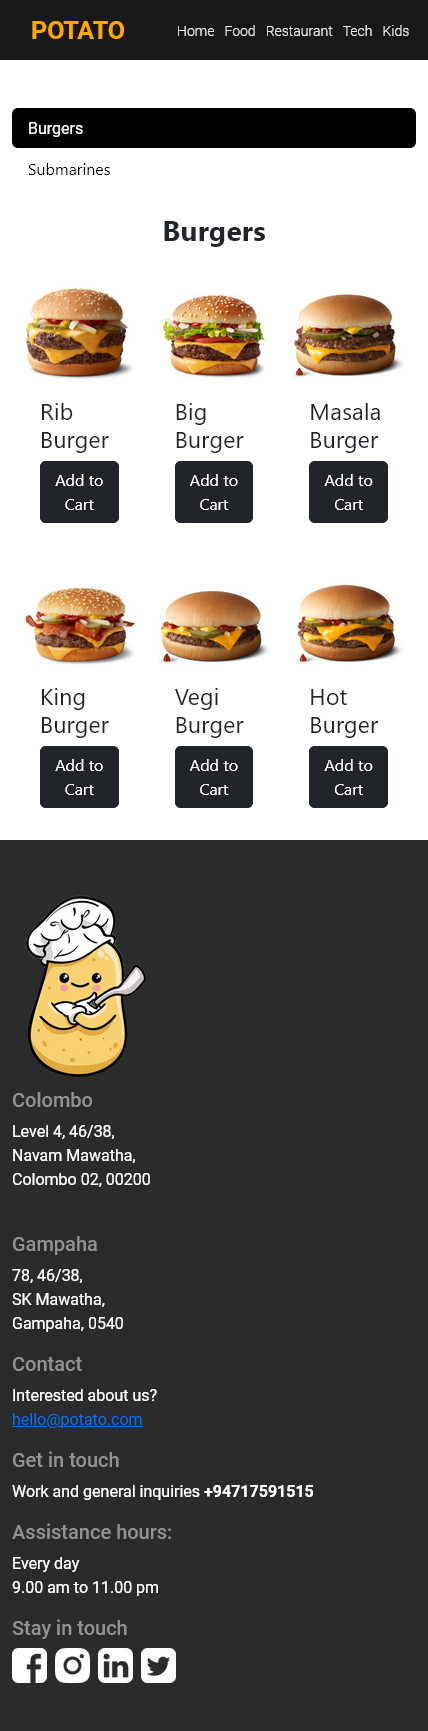 POTATO
Home Food Restaurant Tech Kids
Burgers
Submarines
Burgers
Rib
Burger
Add to
Cart
Big
Burger
Add to
Cart
Masala
Burger
Add to
Cart
King
Burger
Add to
Cart
Vegi
Burger
Add to
Cart
Hot
Burger
Add to
Cart
Colombo
Level 4, 46/38,
Navam Mawatha,
Colombo 02, 00200
Gampaha
78, 46/38,
SK Mawatha,
Gampaha, 0540
Contact
Interested about us?
hello@potato.com
Get in touch
Work and general inquiries +94717591515
Assistance hours:
Every day
9.00 am to 11.00 pm
Stay in touch